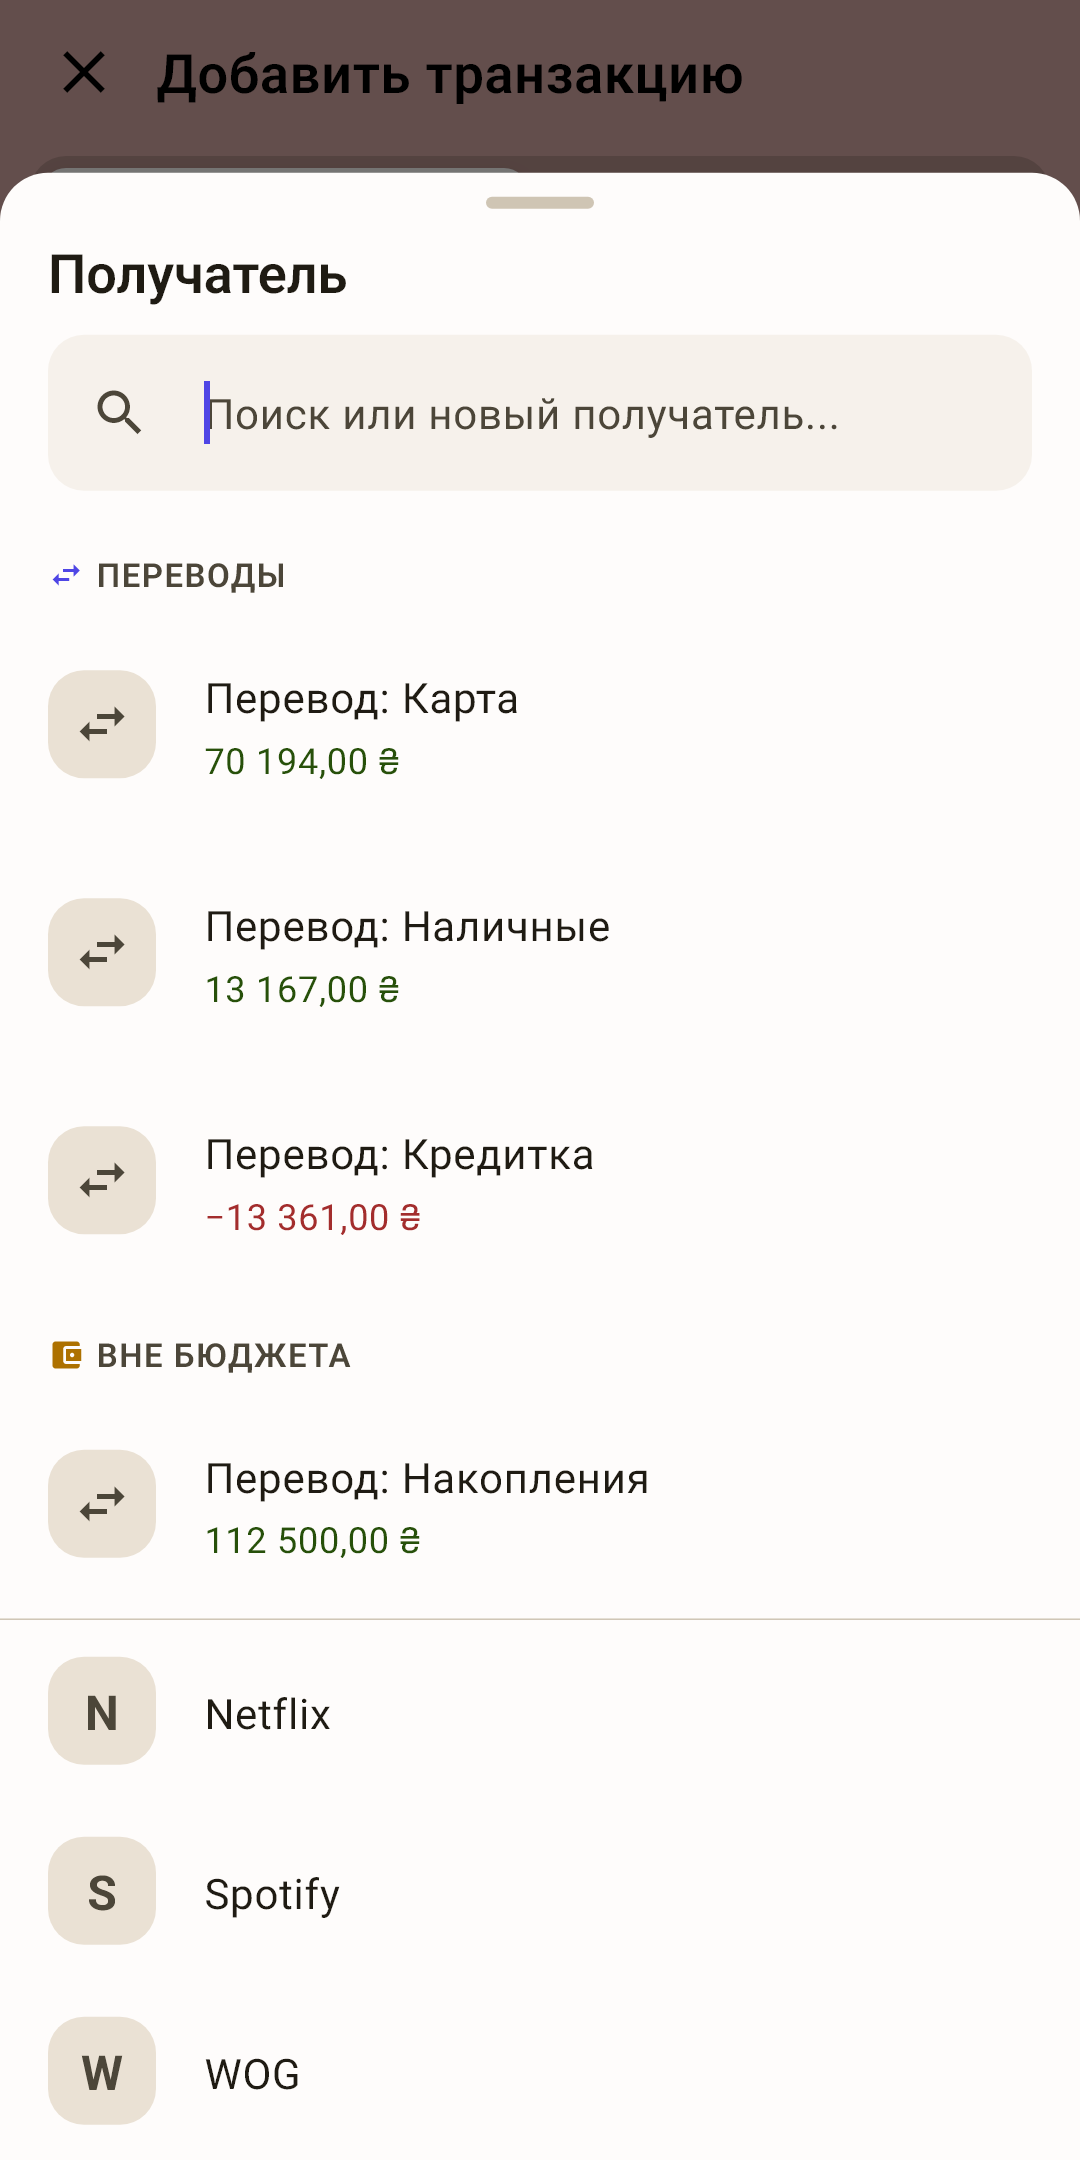 Добавить транзакцию
Получатель
Поиск или новый получатель...
ПЕРЕВОДЫ
Перевод: Карта
70 194,00 ₴
Перевод: Наличные
13 167,00 ₴
Перевод: Кредитка
−13 361,00 ₴
ВНЕ БЮДЖЕТА
Перевод: Накопления
112 500,00 ₴
N
Netflix
S
Spotify
W
WOG